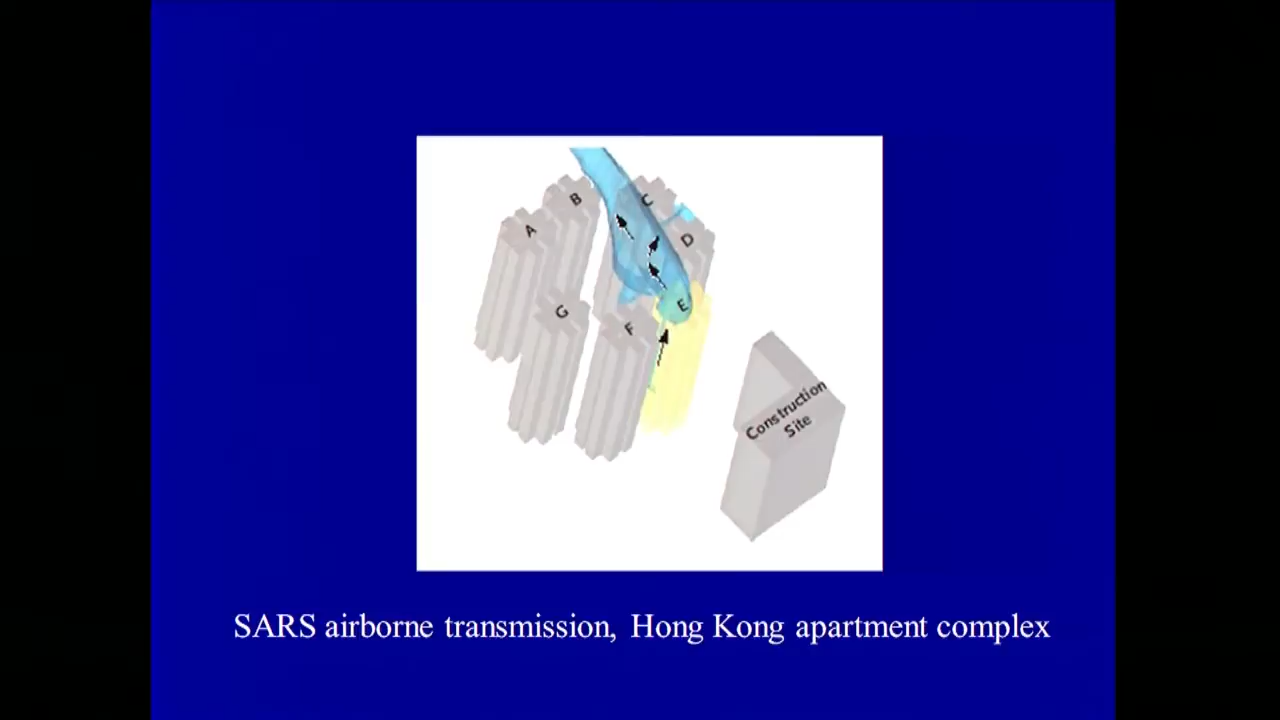 B
C
A
D
E
G
F
Construction
Site
SARS airborne transmission, Hong Kong apartment complex